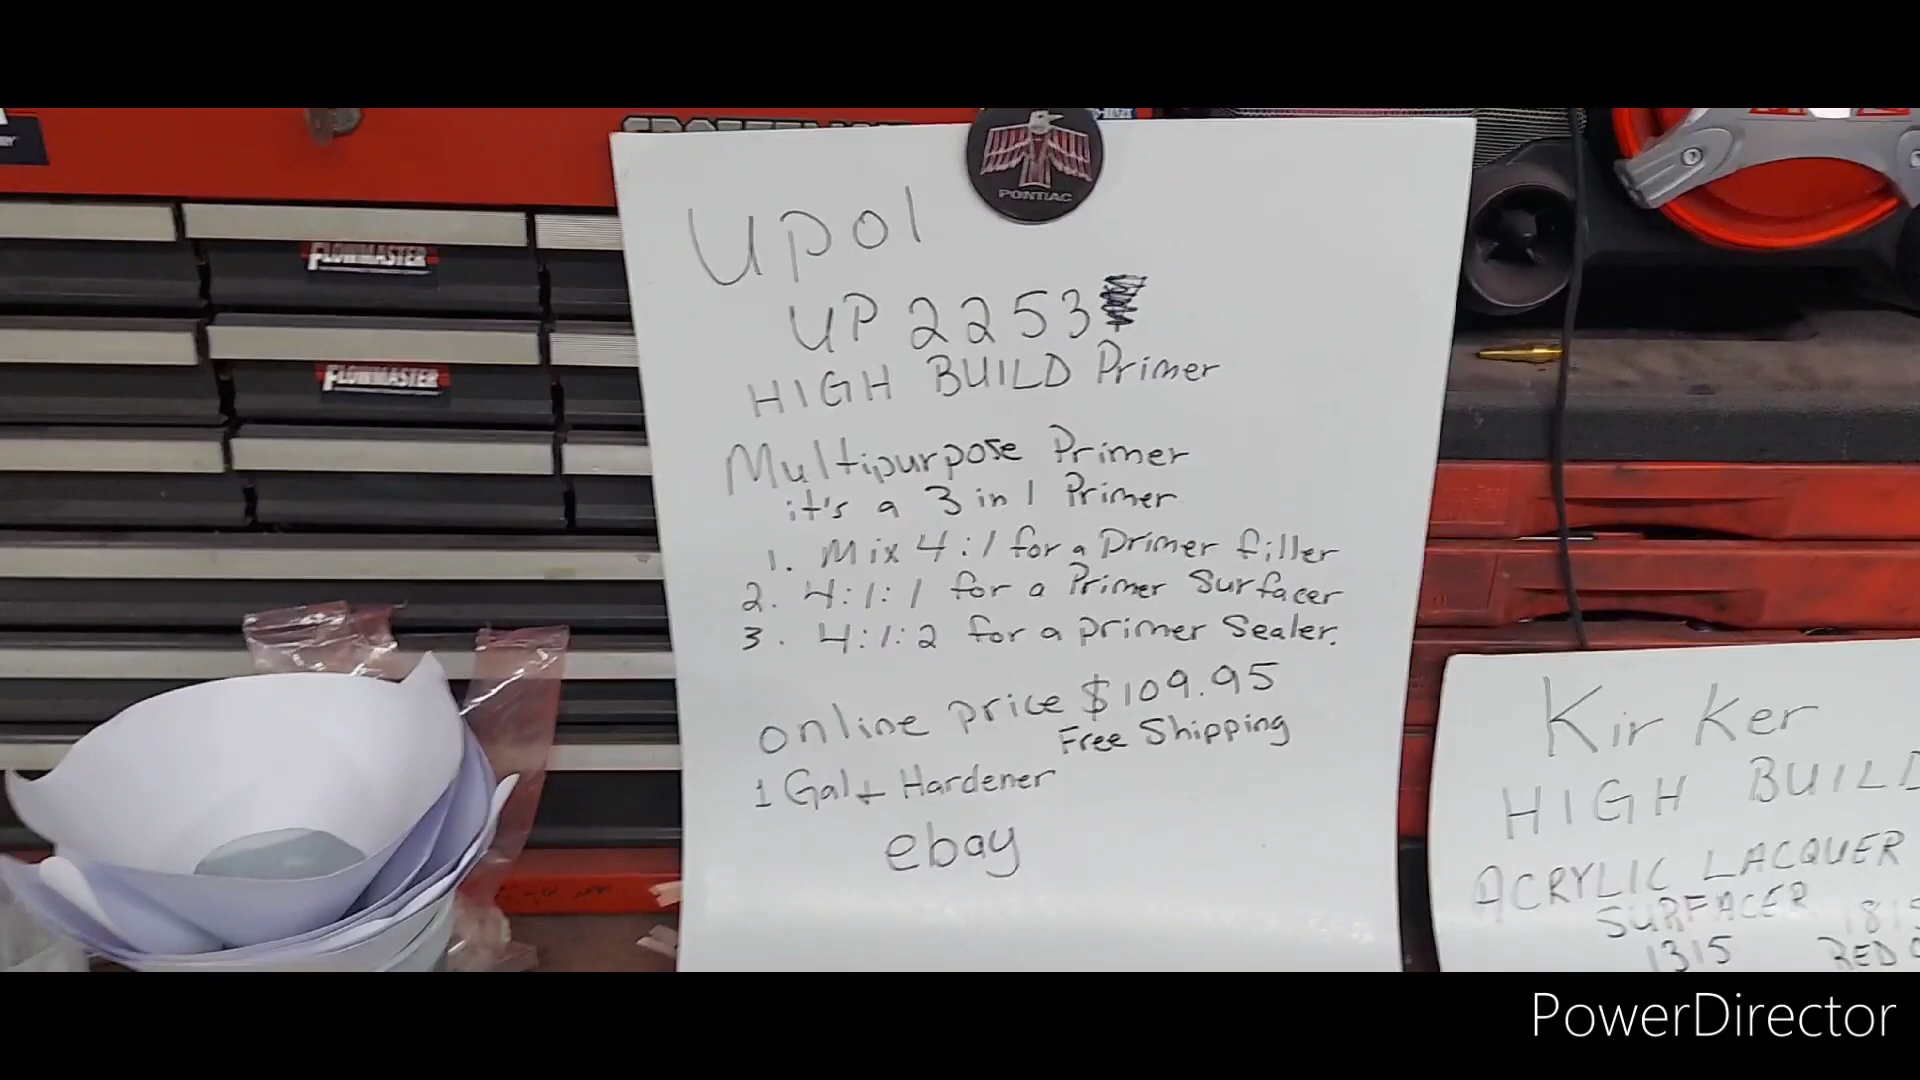 PONTIAC
FLOWMASTER
FLOWMASTER
Upol
UP 2253
HIGH BUILD Primer
Multipurpose Primer
it's a 3 in 1 Primer
1. Mix 4:1 for a Primer filler
2. 4:1:1 for a Primer Surfacer
3. 4:1:2 for a primer Sealer.
online price $109.95
Free Shipping
1 Gal + Hardener
ebay
Kirker
HIGH BUILD
ACRYLIC LACQUER
SURFACER
1315 RED
PowerDirector